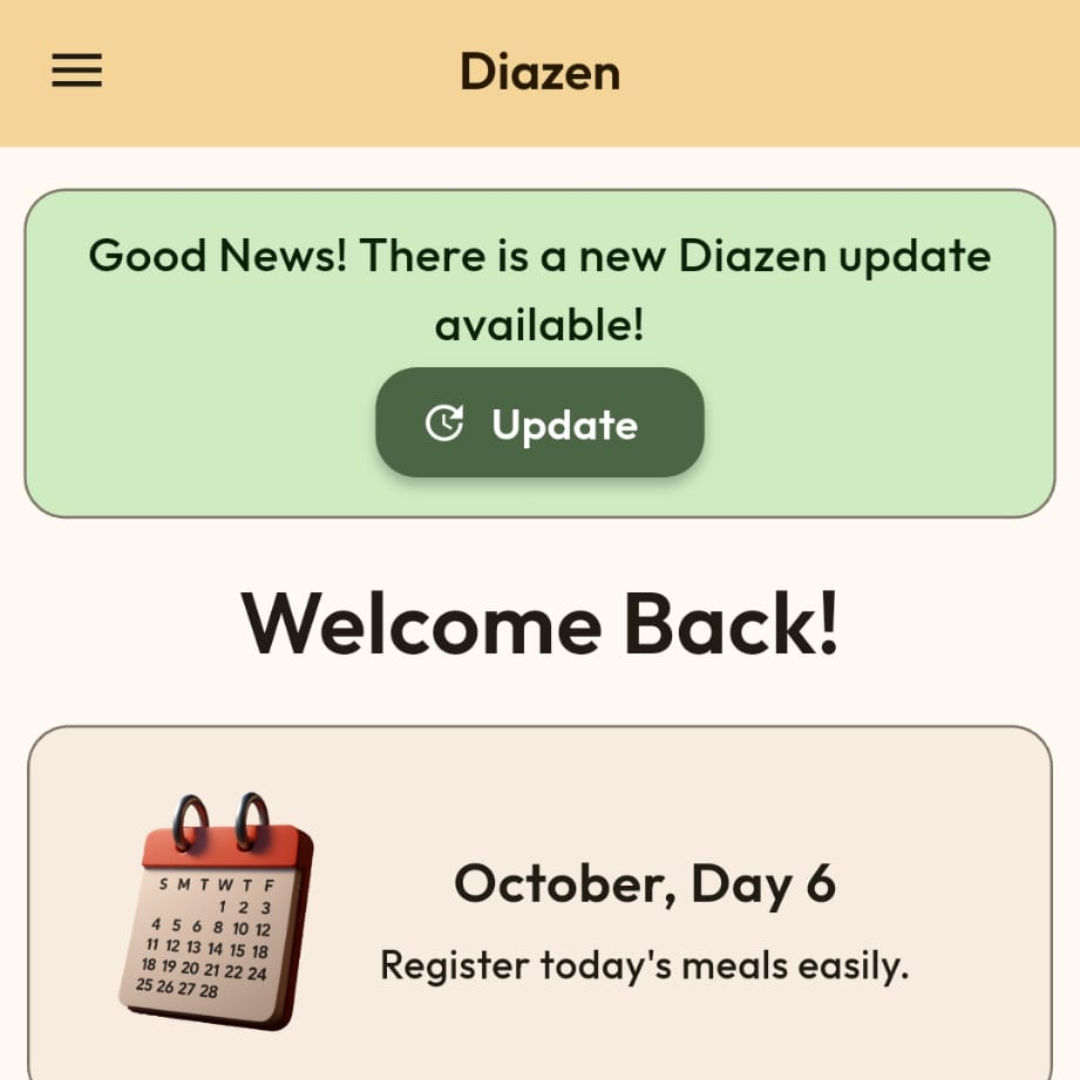 Diazen
Good News! There is a new Diazen update
available!
Update
Welcome Back!
S M T W T F
1 2 3
4 5 6 8 10 12
11 12 13 14 15 18
18 19 20 21 22 24
25 26 27 28
October, Day 6
Register today's meals easily.